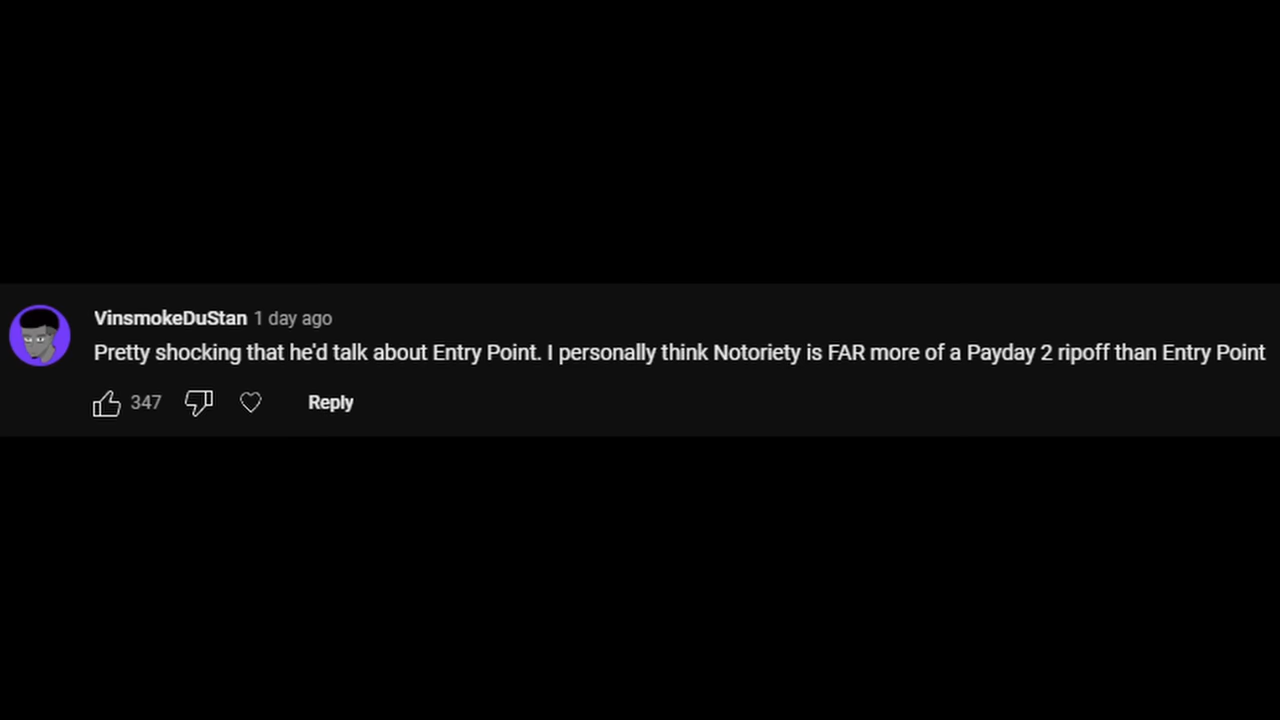 VinsmokeDuStan 1 day ago
Pretty shocking that he'd talk about Entry Point. I personally think Notoriety is FAR more of a Payday 2 ripoff than Entry Point
347 Reply